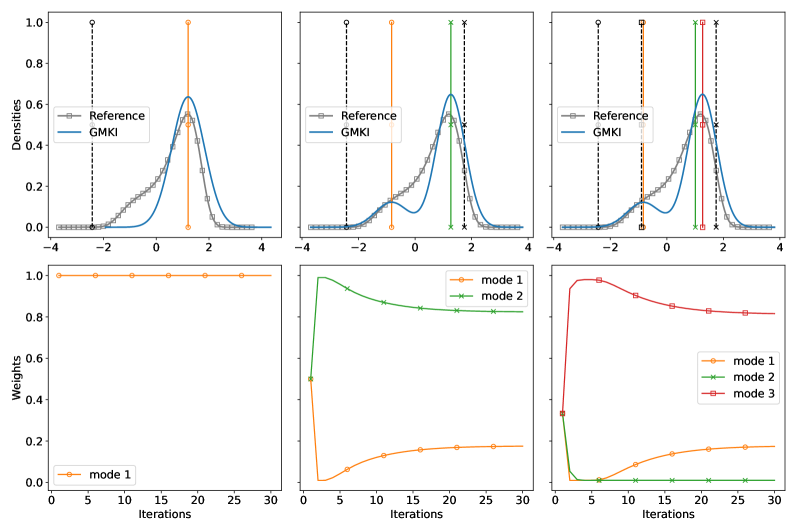 1.0
0.8
0.6
0.4
0.2
0.0
Densities
Reference
GMKI
−4 −2 0 2 4
Reference
GMKI
−4 −2 0 2 4
Reference
GMKI
−4 −2 0 2 4
1.0
0.8
0.6
0.4
0.2
0.0
Weights
mode 1
0 5 10 15 20 25 30
Iterations
mode 1
mode 2
0 5 10 15 20 25 30
Iterations
mode 1
mode 2
mode 3
0 5 10 15 20 25 30
Iterations